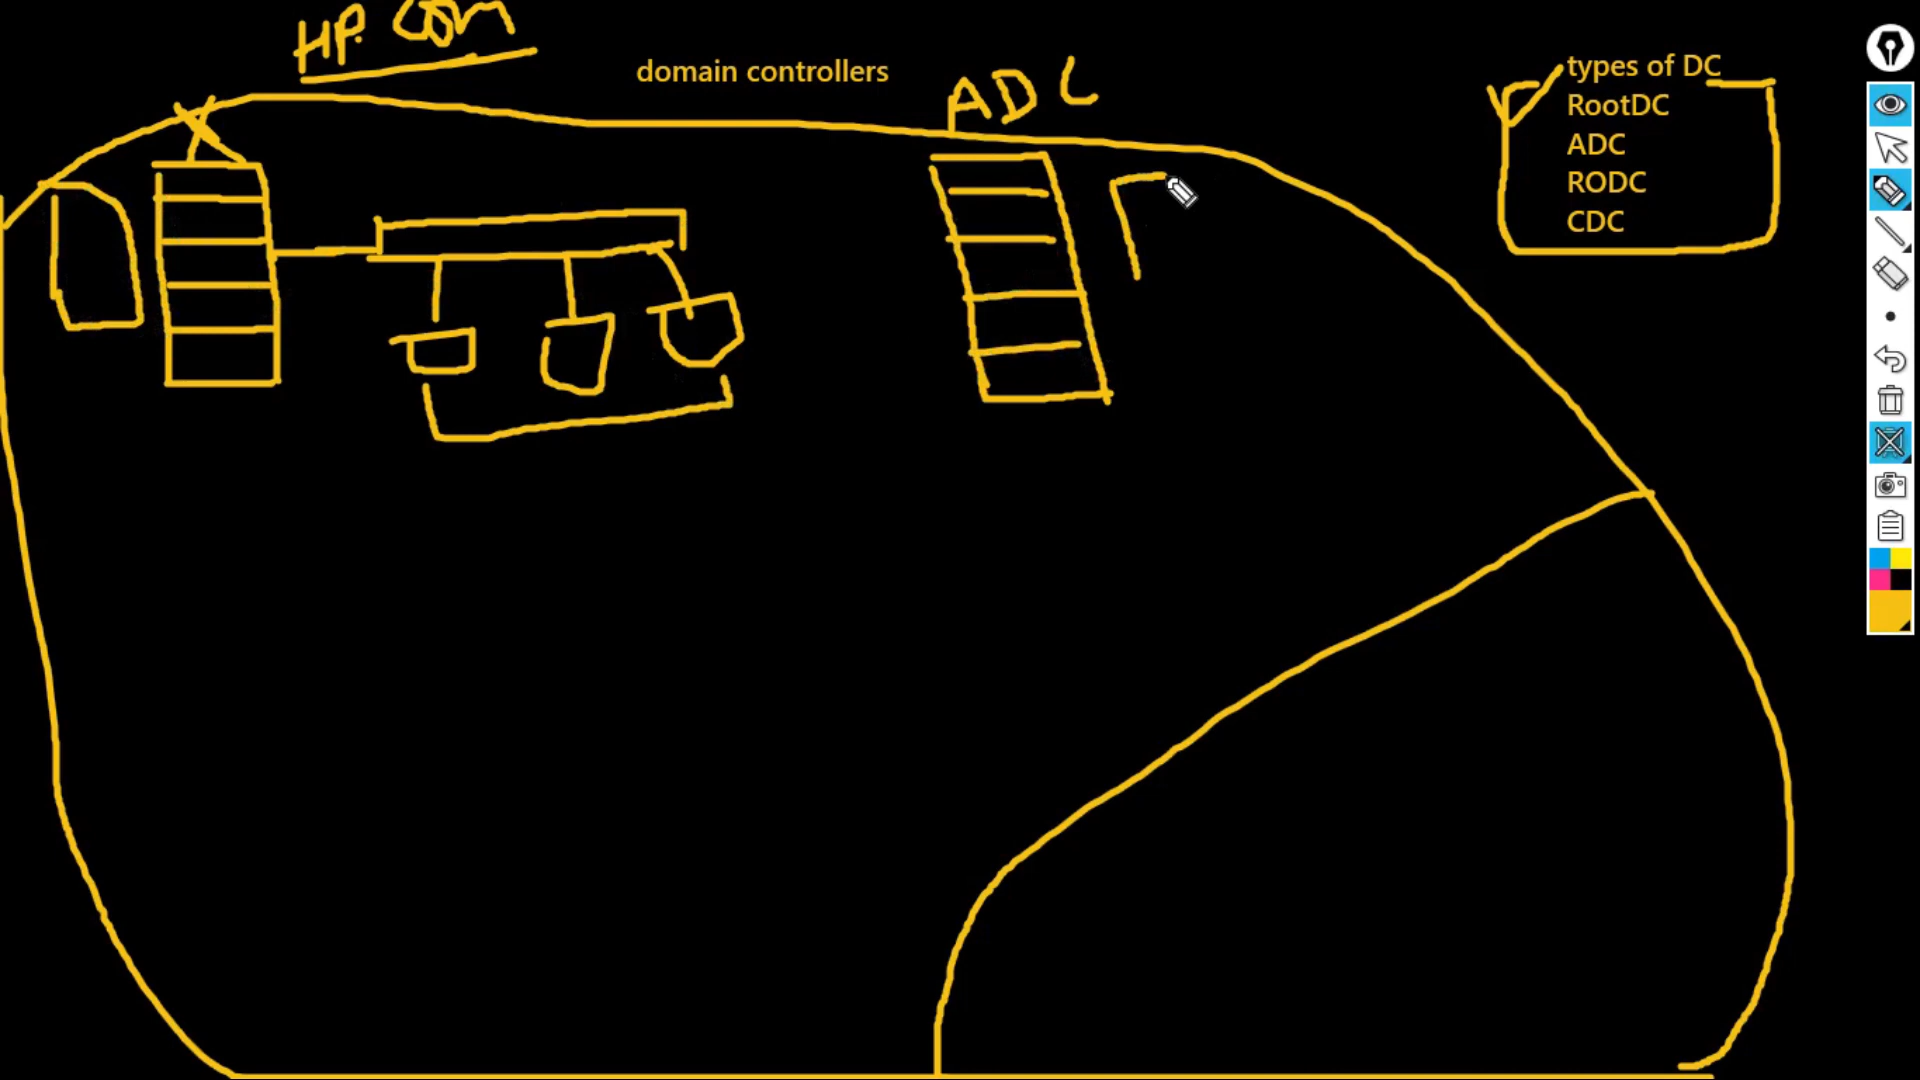 HP. COM
domain controllers
ADC
types of DC
RootDC
ADC
RODC
CDC